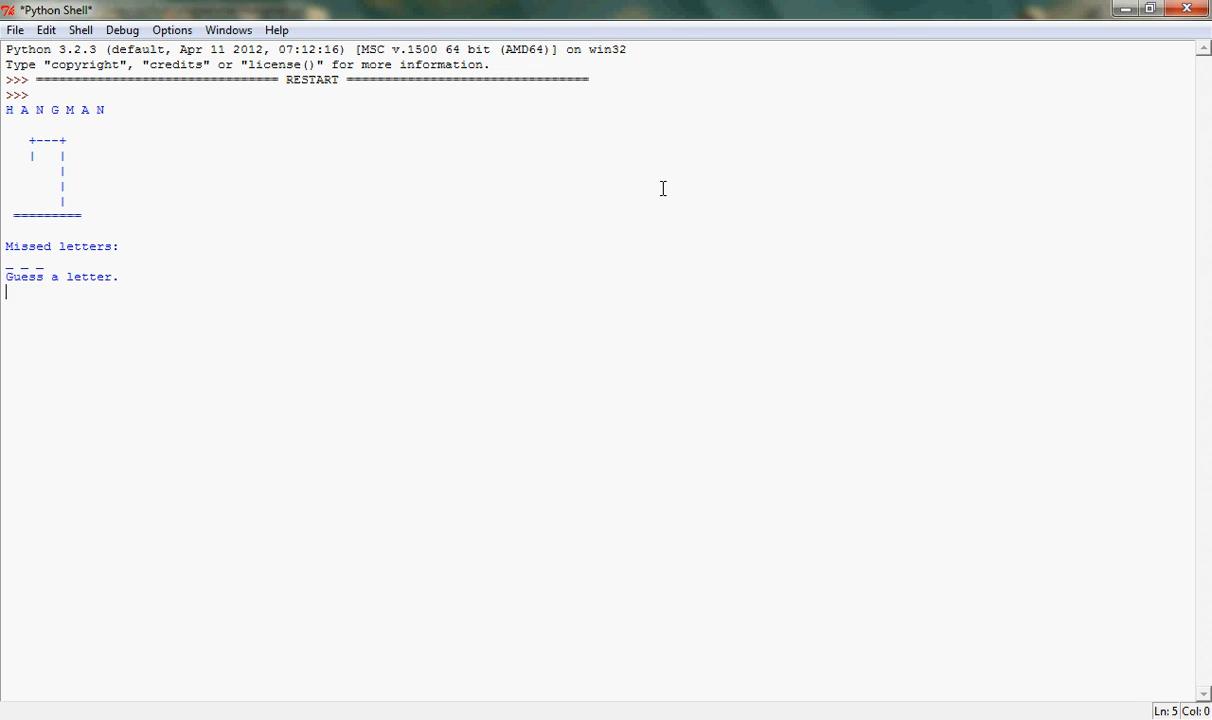 *Python Shell*
File Edit Shell Debug Options Windows Help
Python 3.2.3 (default, Apr 11 2012, 07:12:16) [MSC v.1500 64 bit (AMD64)] on win32
Type "copyright", "credits" or "license()" for more information.
>>> ================================ RESTART ================================
>>>
H A N G M A N
   +---+
   |   |
       |
       |
       |
 =========
Missed letters:
_ _ _
Guess a letter.
Ln: 5 Col: 0